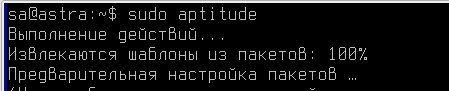 sa@astra:~$ sudo aptitude
Выполнение действий...
Извлекаются шаблоны из пакетов: 100%
Предварительная настройка пакетов …